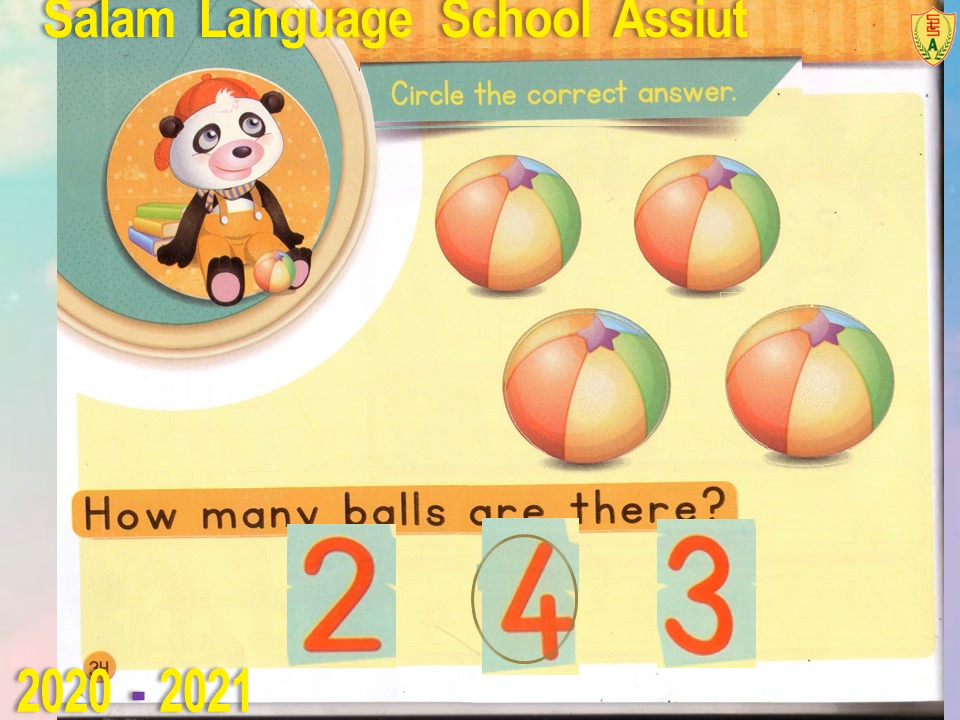 Salam Language School Assiut
A
Circle the correct answer.
How many balls are there?
2 4 3
34
2020 - 2021